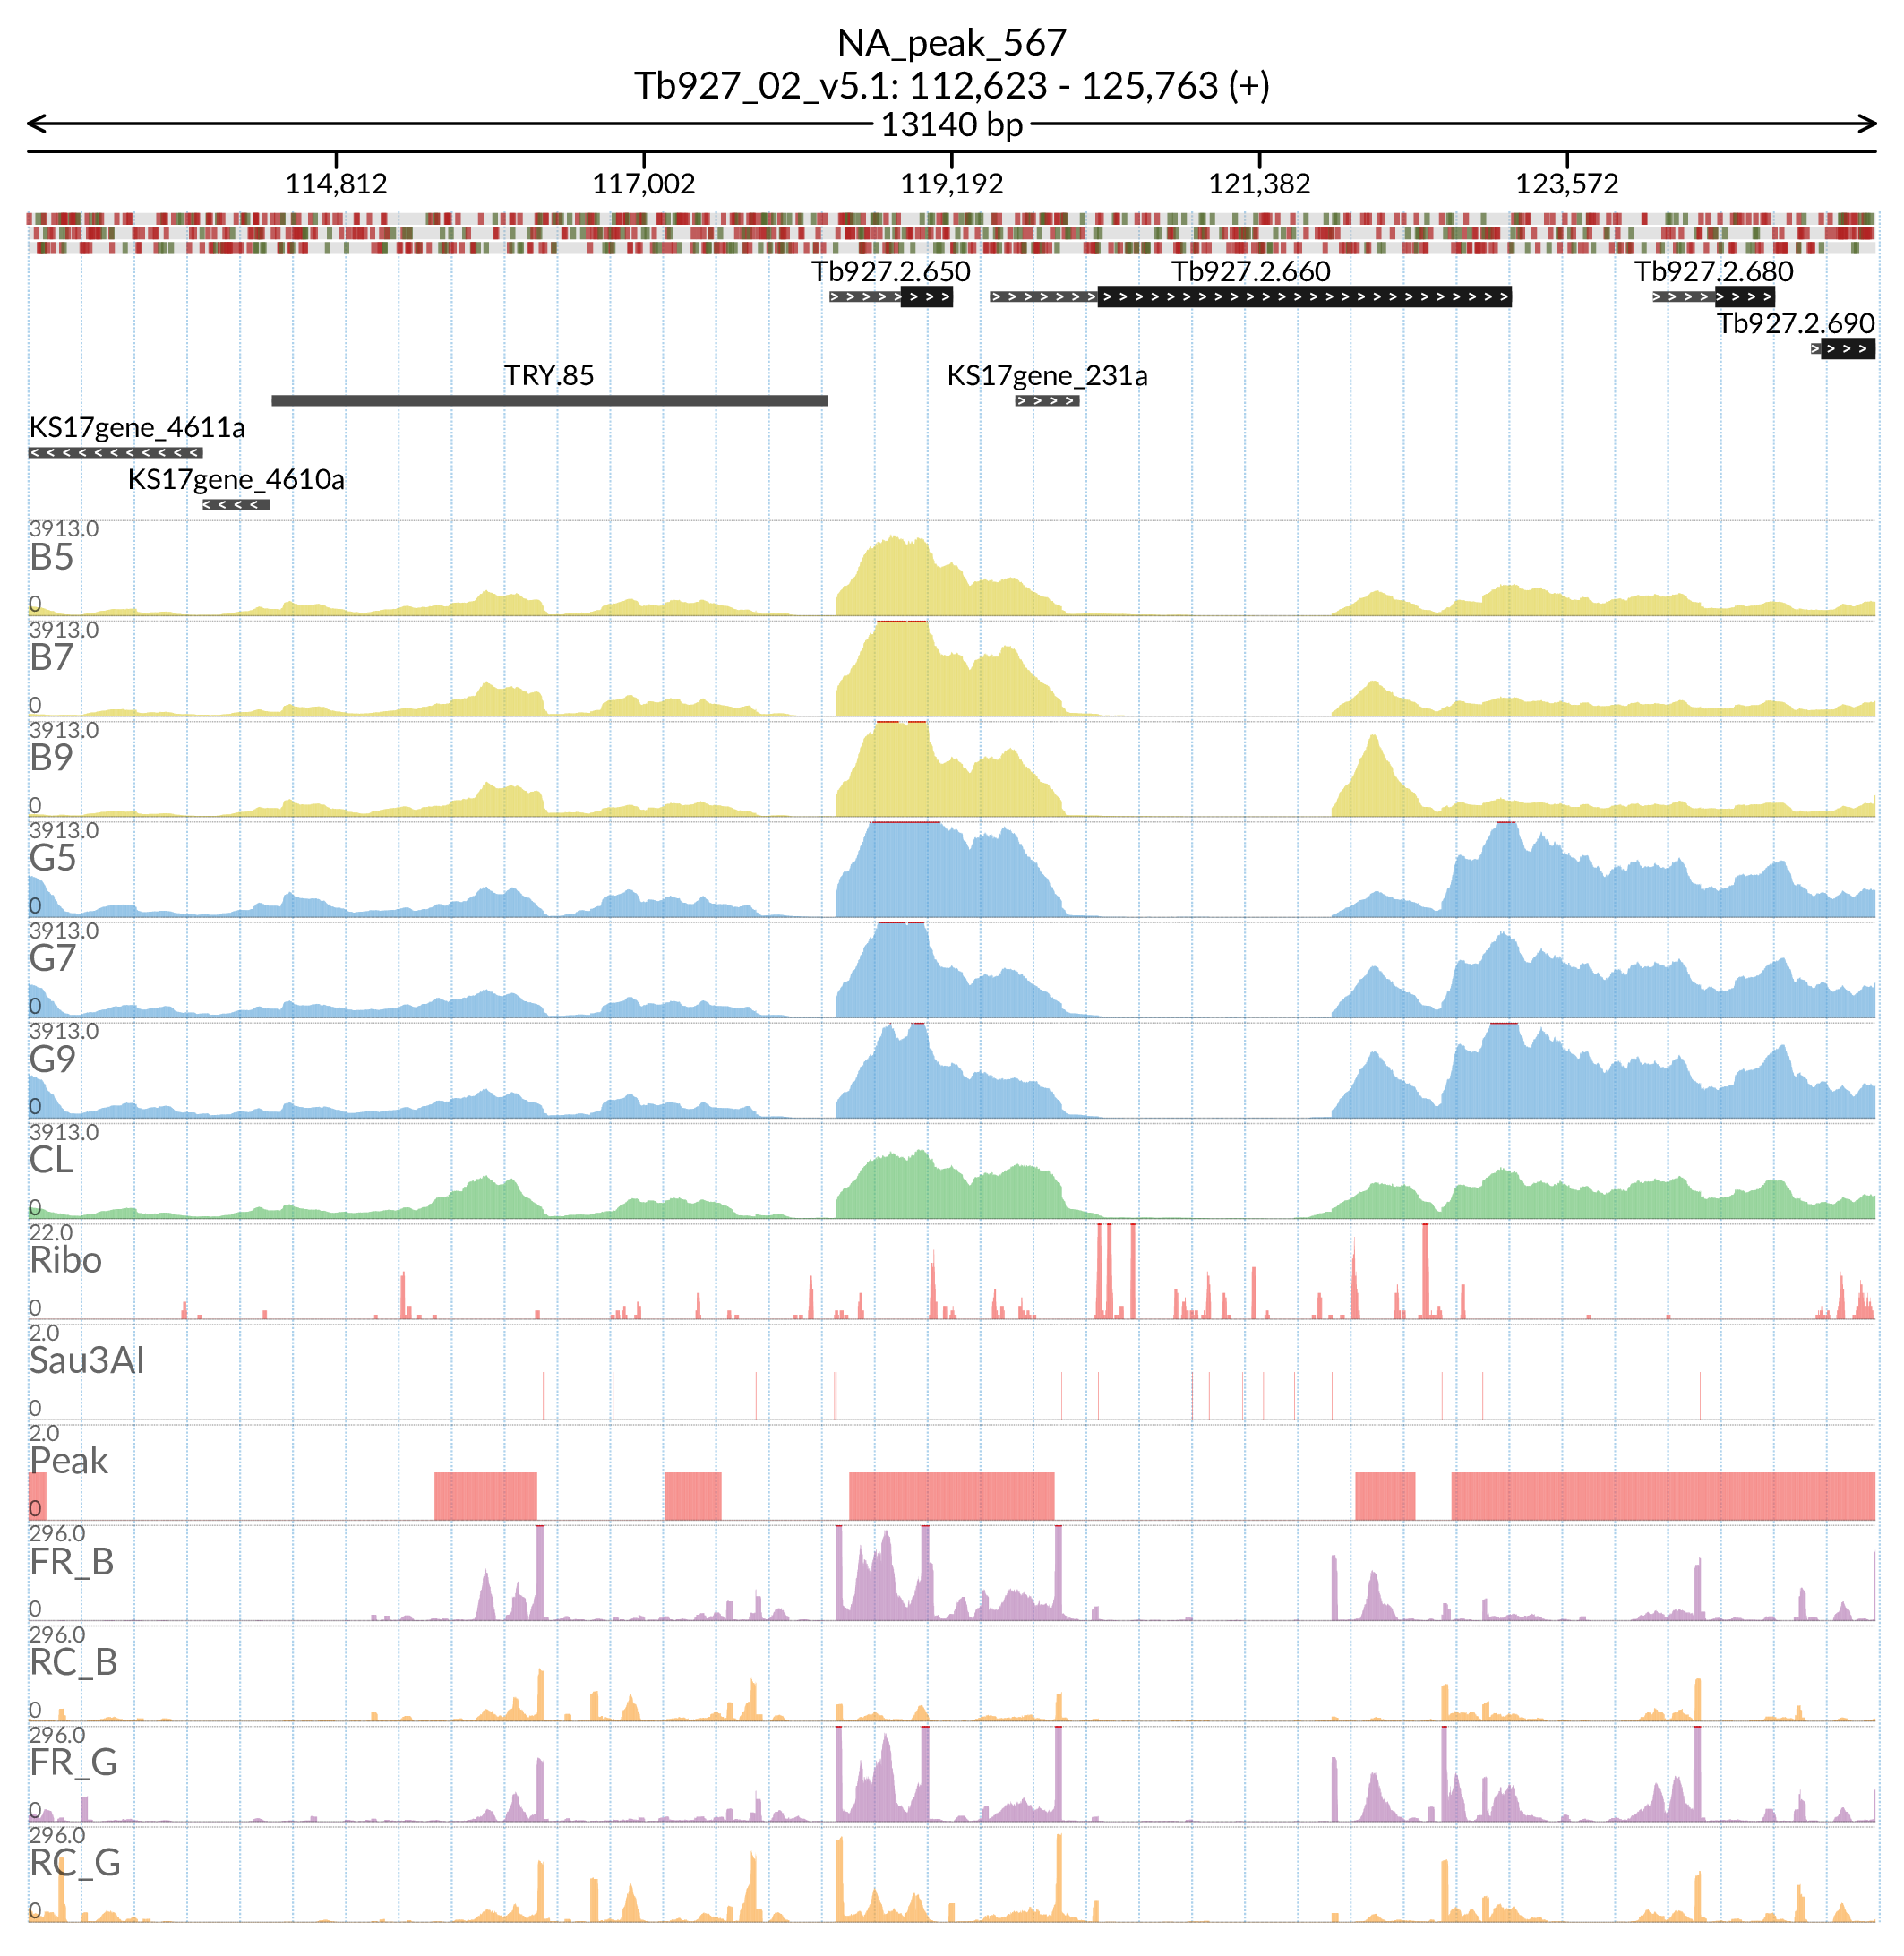 NA_peak_567
Tb927_02_v5.1: 112,623 - 125,763 (+)
13140 bp
114,812 117,002 119,192 121,382 123,572
Tb927.2.650 Tb927.2.660 Tb927.2.680
Tb927.2.690
TRY.85 KS17gene_231a
KS17gene_4611a
KS17gene_4610a
3913.0
B5
0
3913.0
B7
0
3913.0
B9
0
3913.0
G5
0
3913.0
G7
0
3913.0
G9
0
3913.0
CL
0
22.0
Ribo
0
2.0
Sau3AI
0
2.0
Peak
0
296.0
FR_B
0
296.0
RC_B
0
296.0
FR_G
0
296.0
RC_G
0